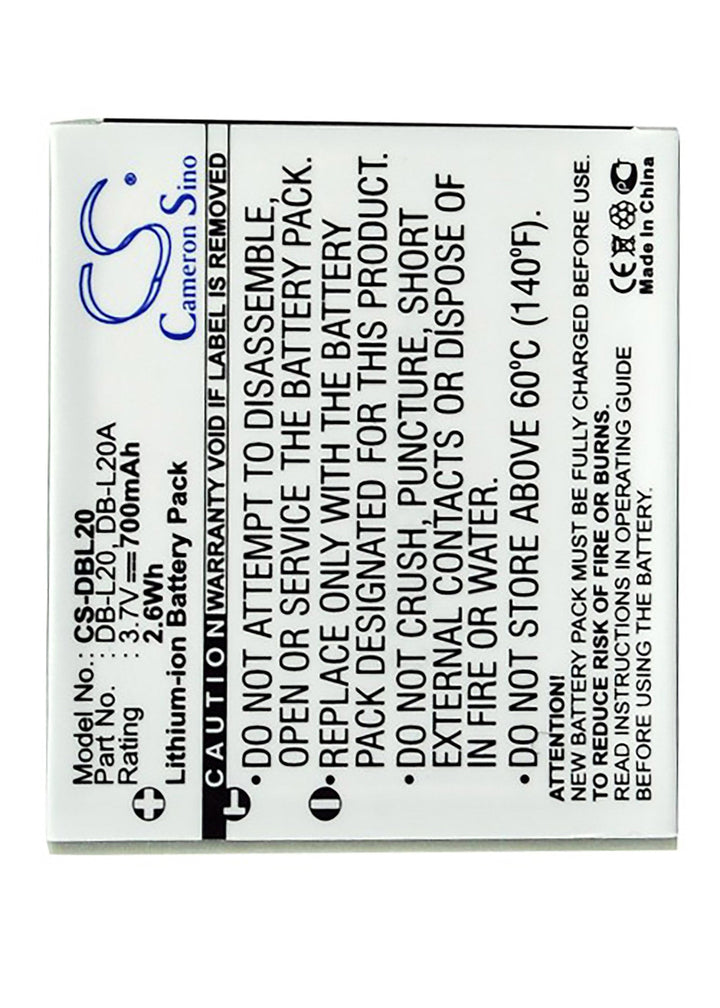 CS®
Cameron Sino
Model No.: CS-DBL20
Part No. : DB-L20, DB-L20A
Rating : 3.7V 700mAh
2.6Wh
Lithium-ion Battery Pack
CAUTION WARRANTY VOID IF LABEL IS REMOVED
T
• DO NOT ATTEMPT TO DISASSEMBLE,
OPEN OR SERVICE THE BATTERY PACK.
• REPLACE ONLY WITH THE BATTERY
PACK DESIGNATED FOR THIS PRODUCT.
• DO NOT CRUSH, PUNCTURE, SHORT
EXTERNAL CONTACTS OR DISPOSE OF
IN FIRE OR WATER.
• DO NOT STORE ABOVE 60ºC (140ºF).
ATTENTION!
NEW BATTERY PACK MUST BE FULLY CHARGED BEFORE USE.
TO REDUCE RISK OF FIRE OR BURNS.
READ INSTRUCTIONS IN OPERATING GUIDE
BEFORE USING THE BATTERY.
CE
P
Made In China